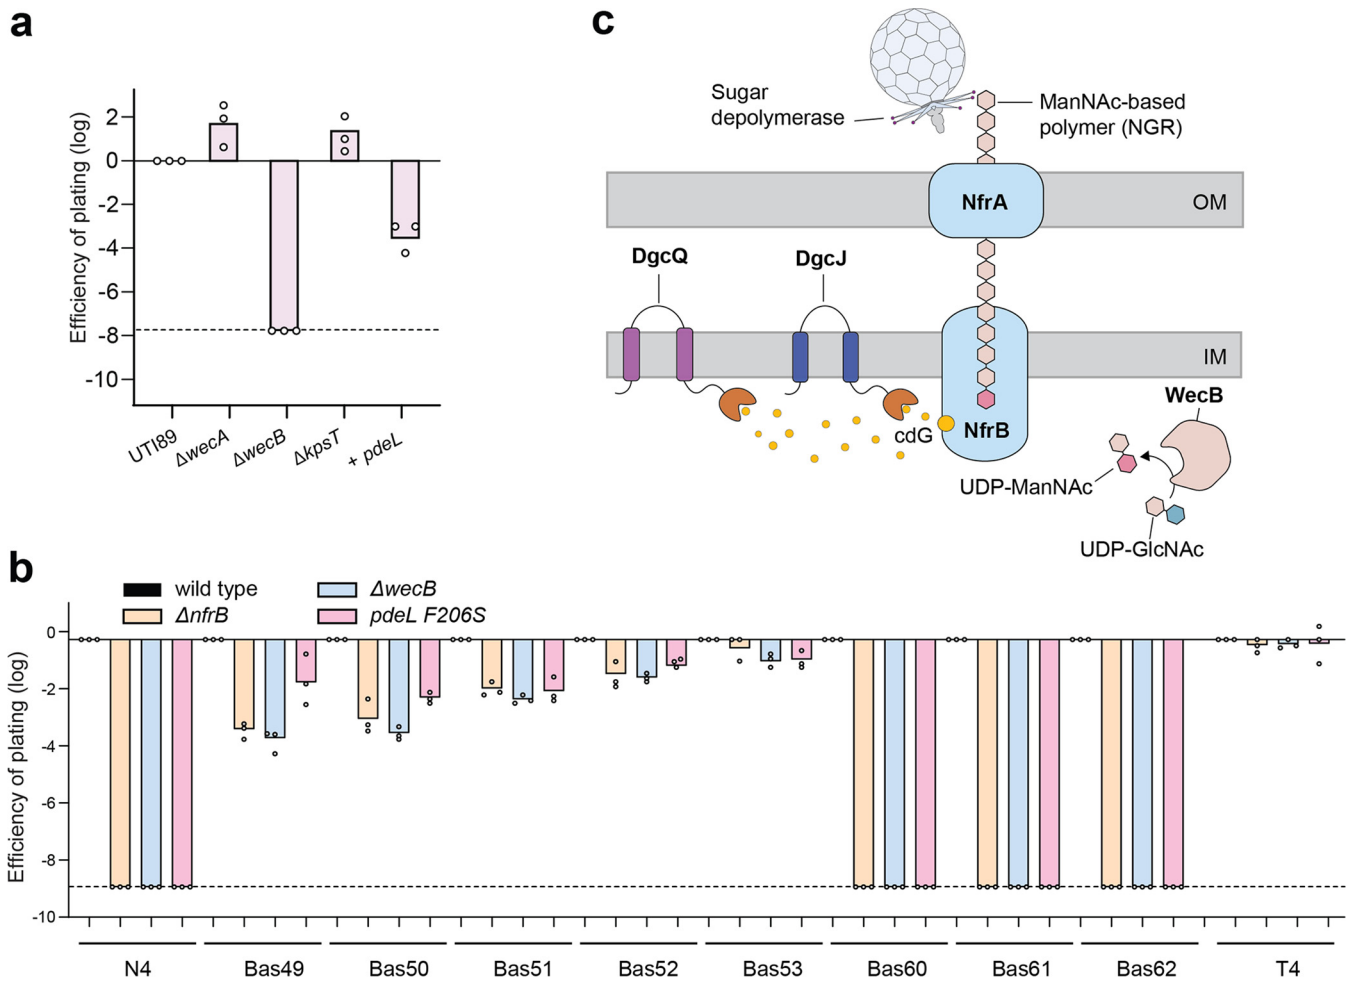 a
Efficiency of plating (log)
2
0
-2
-4
-6
-8
-10
UTI89
ΔwecA
ΔwecB
ΔkpsT
+ pdeL
c
Sugar
depolymerase
ManNAc-based
polymer (NGR)
NfrA
OM
DgcQ
DgcJ
IM
WecB
cdG
NfrB
UDP-ManNAc
UDP-GlcNAc
b
wild type
ΔnfrB
ΔwecB
pdeL F206S
Efficiency of plating (log)
0
-2
-4
-6
-8
-10
N4
Bas49
Bas50
Bas51
Bas52
Bas53
Bas60
Bas61
Bas62
T4